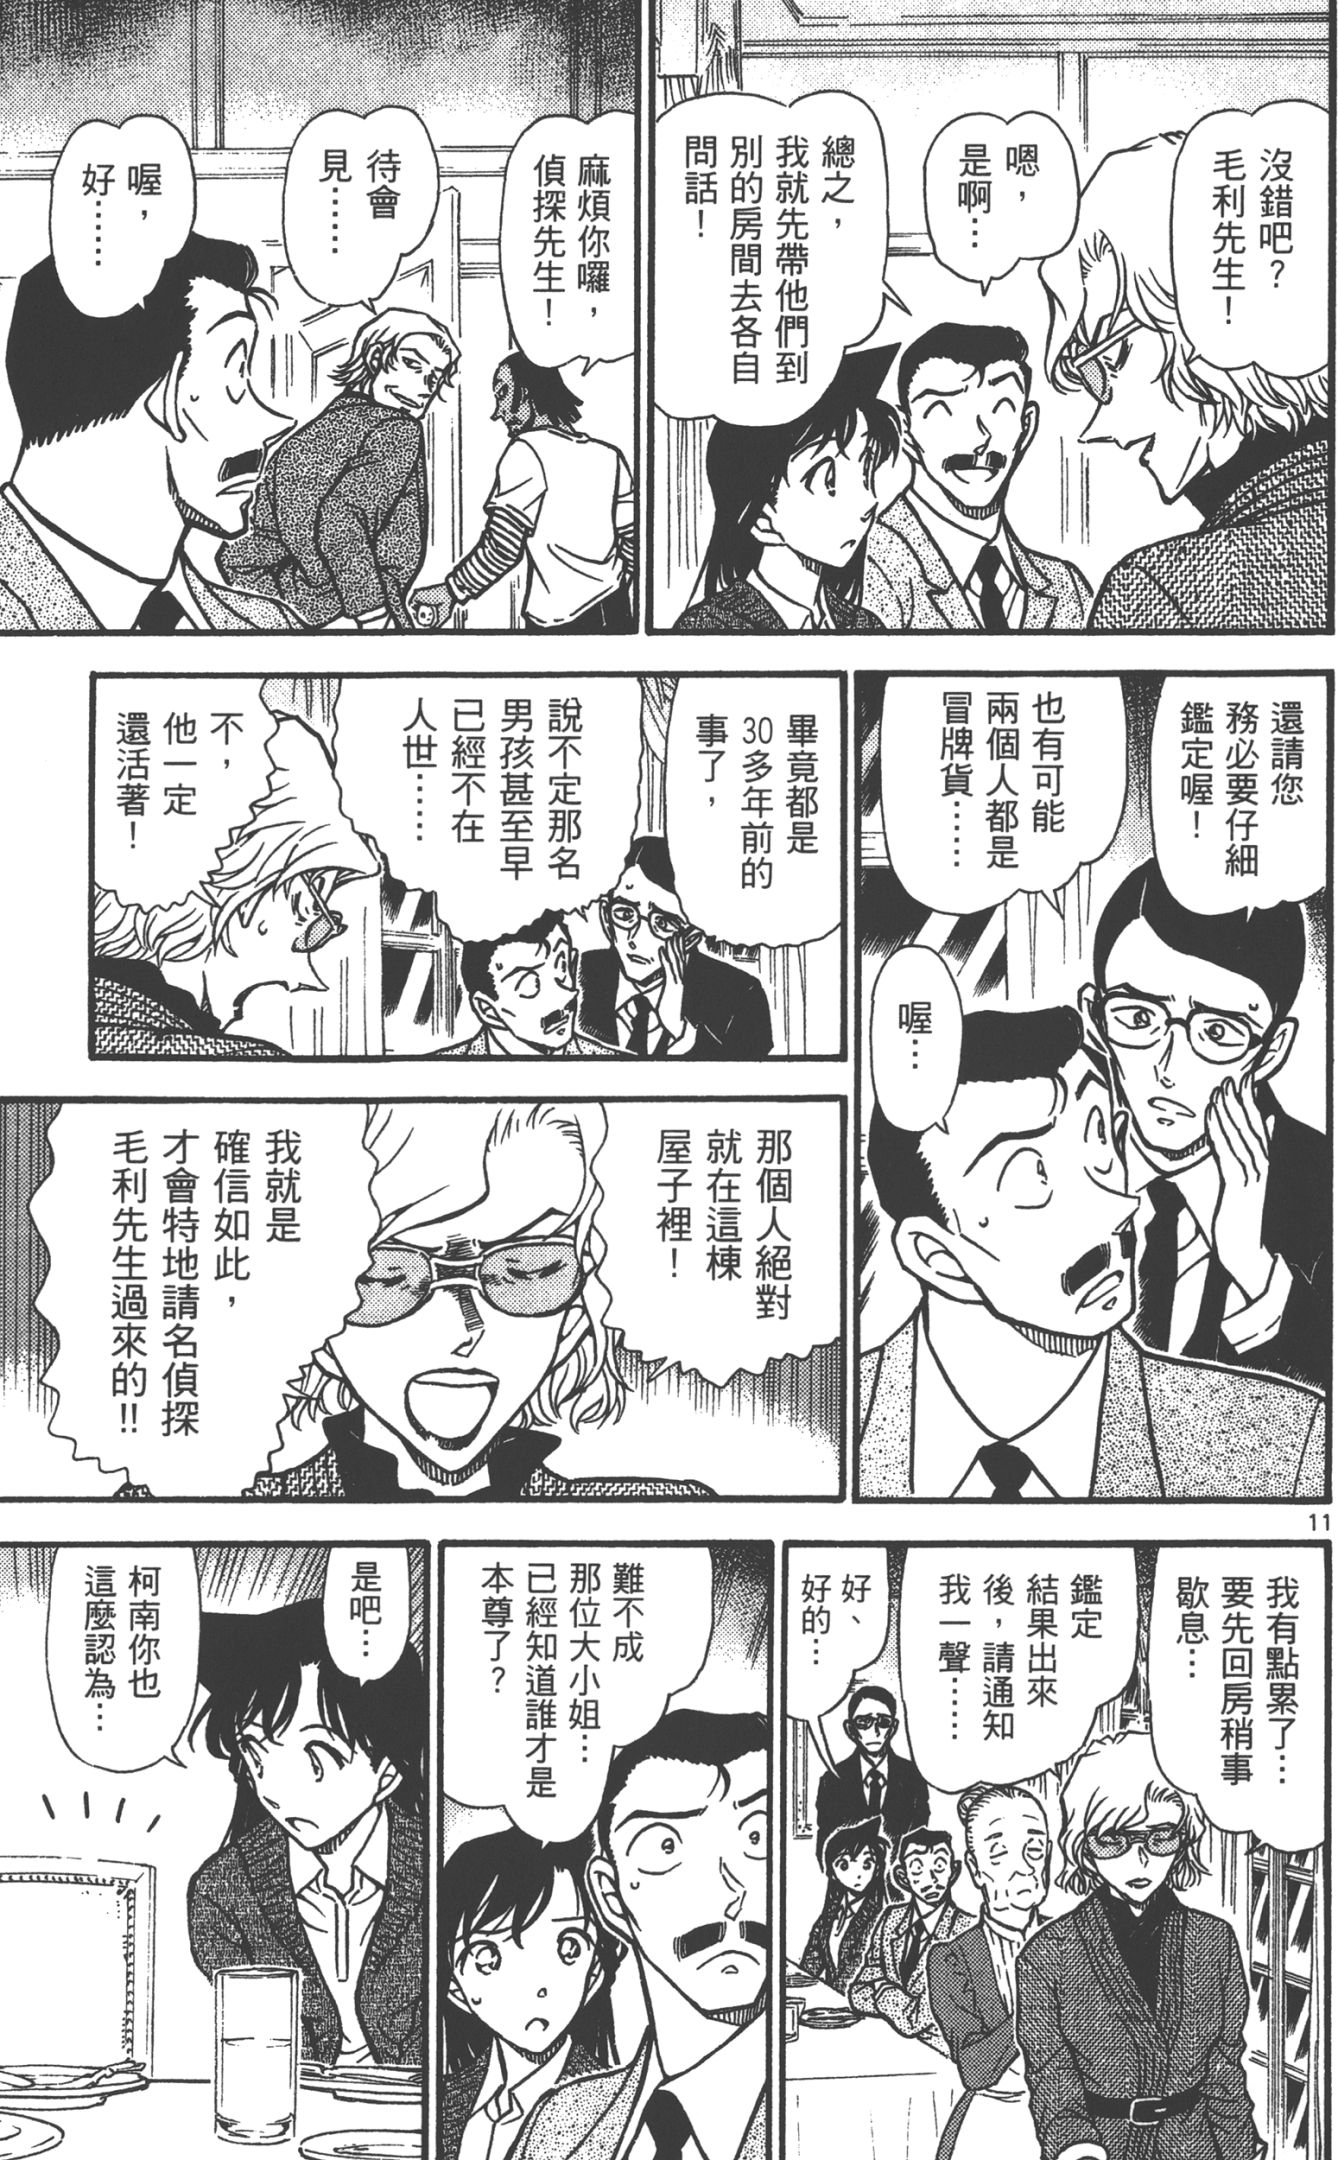 沒錯吧？
毛利先生！
嗯，
是啊…
總之，
我就先帶他們到
別的房間去各自
問話！
麻煩你囉，
偵探先生！
待會
見……
喔，
好……
還請您
務必要仔細
鑑定喔！
也有可能
兩個人都是
冒牌貨……
喔…
畢竟都是
30多年前的
事了，
說不定那名
男孩甚至早
已經不在
人世……
不，
他一定
還活著！
那個人絕對
就在這棟
屋子裡！
我就是
確信如此，
才會特地請名偵探
毛利先生過來的!!
11
我有點累了…
要先回房稍事
歇息…
鑑定
結果出來
後，請通知
我一聲……
好、
好的…
難不成
那位大小姐…
已經知道誰才是
本尊了？
是吧…
柯南你也
這麼認為…